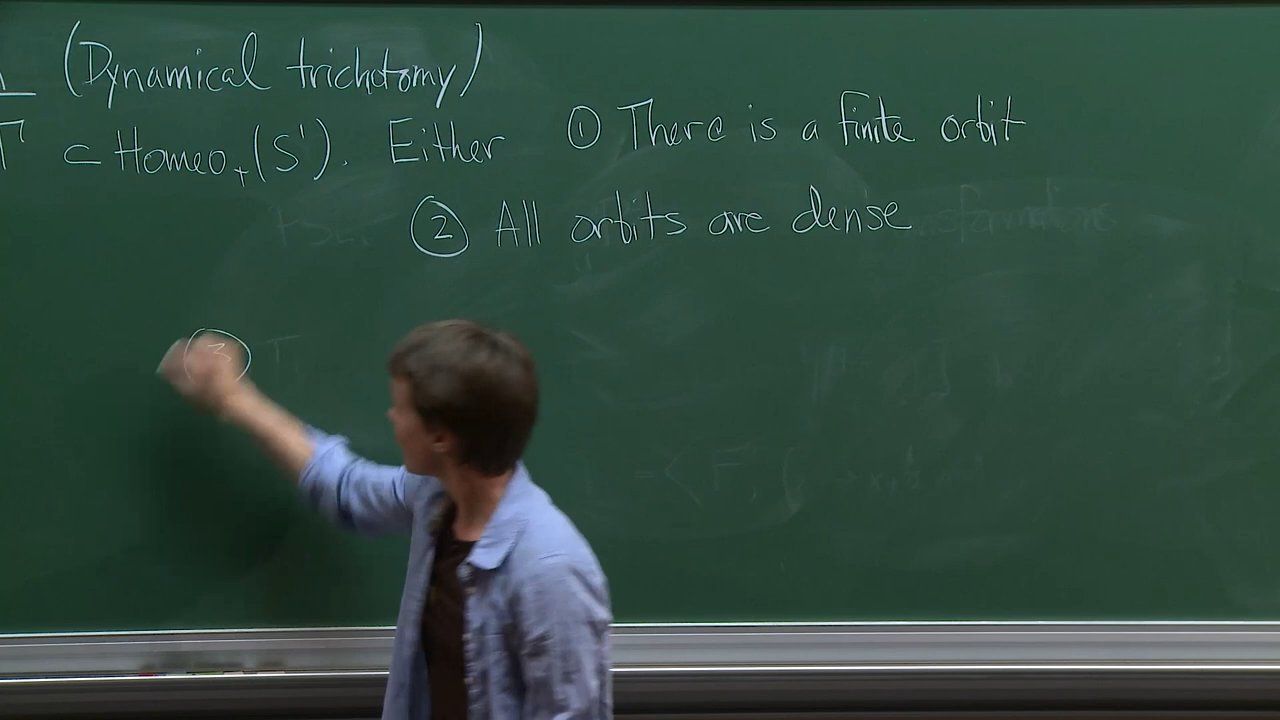 (Dynamical trichotomy)
Γ ⊂ Homeo₊(S¹). Either ① There is a finite orbit
② All orbits are dense
③ T